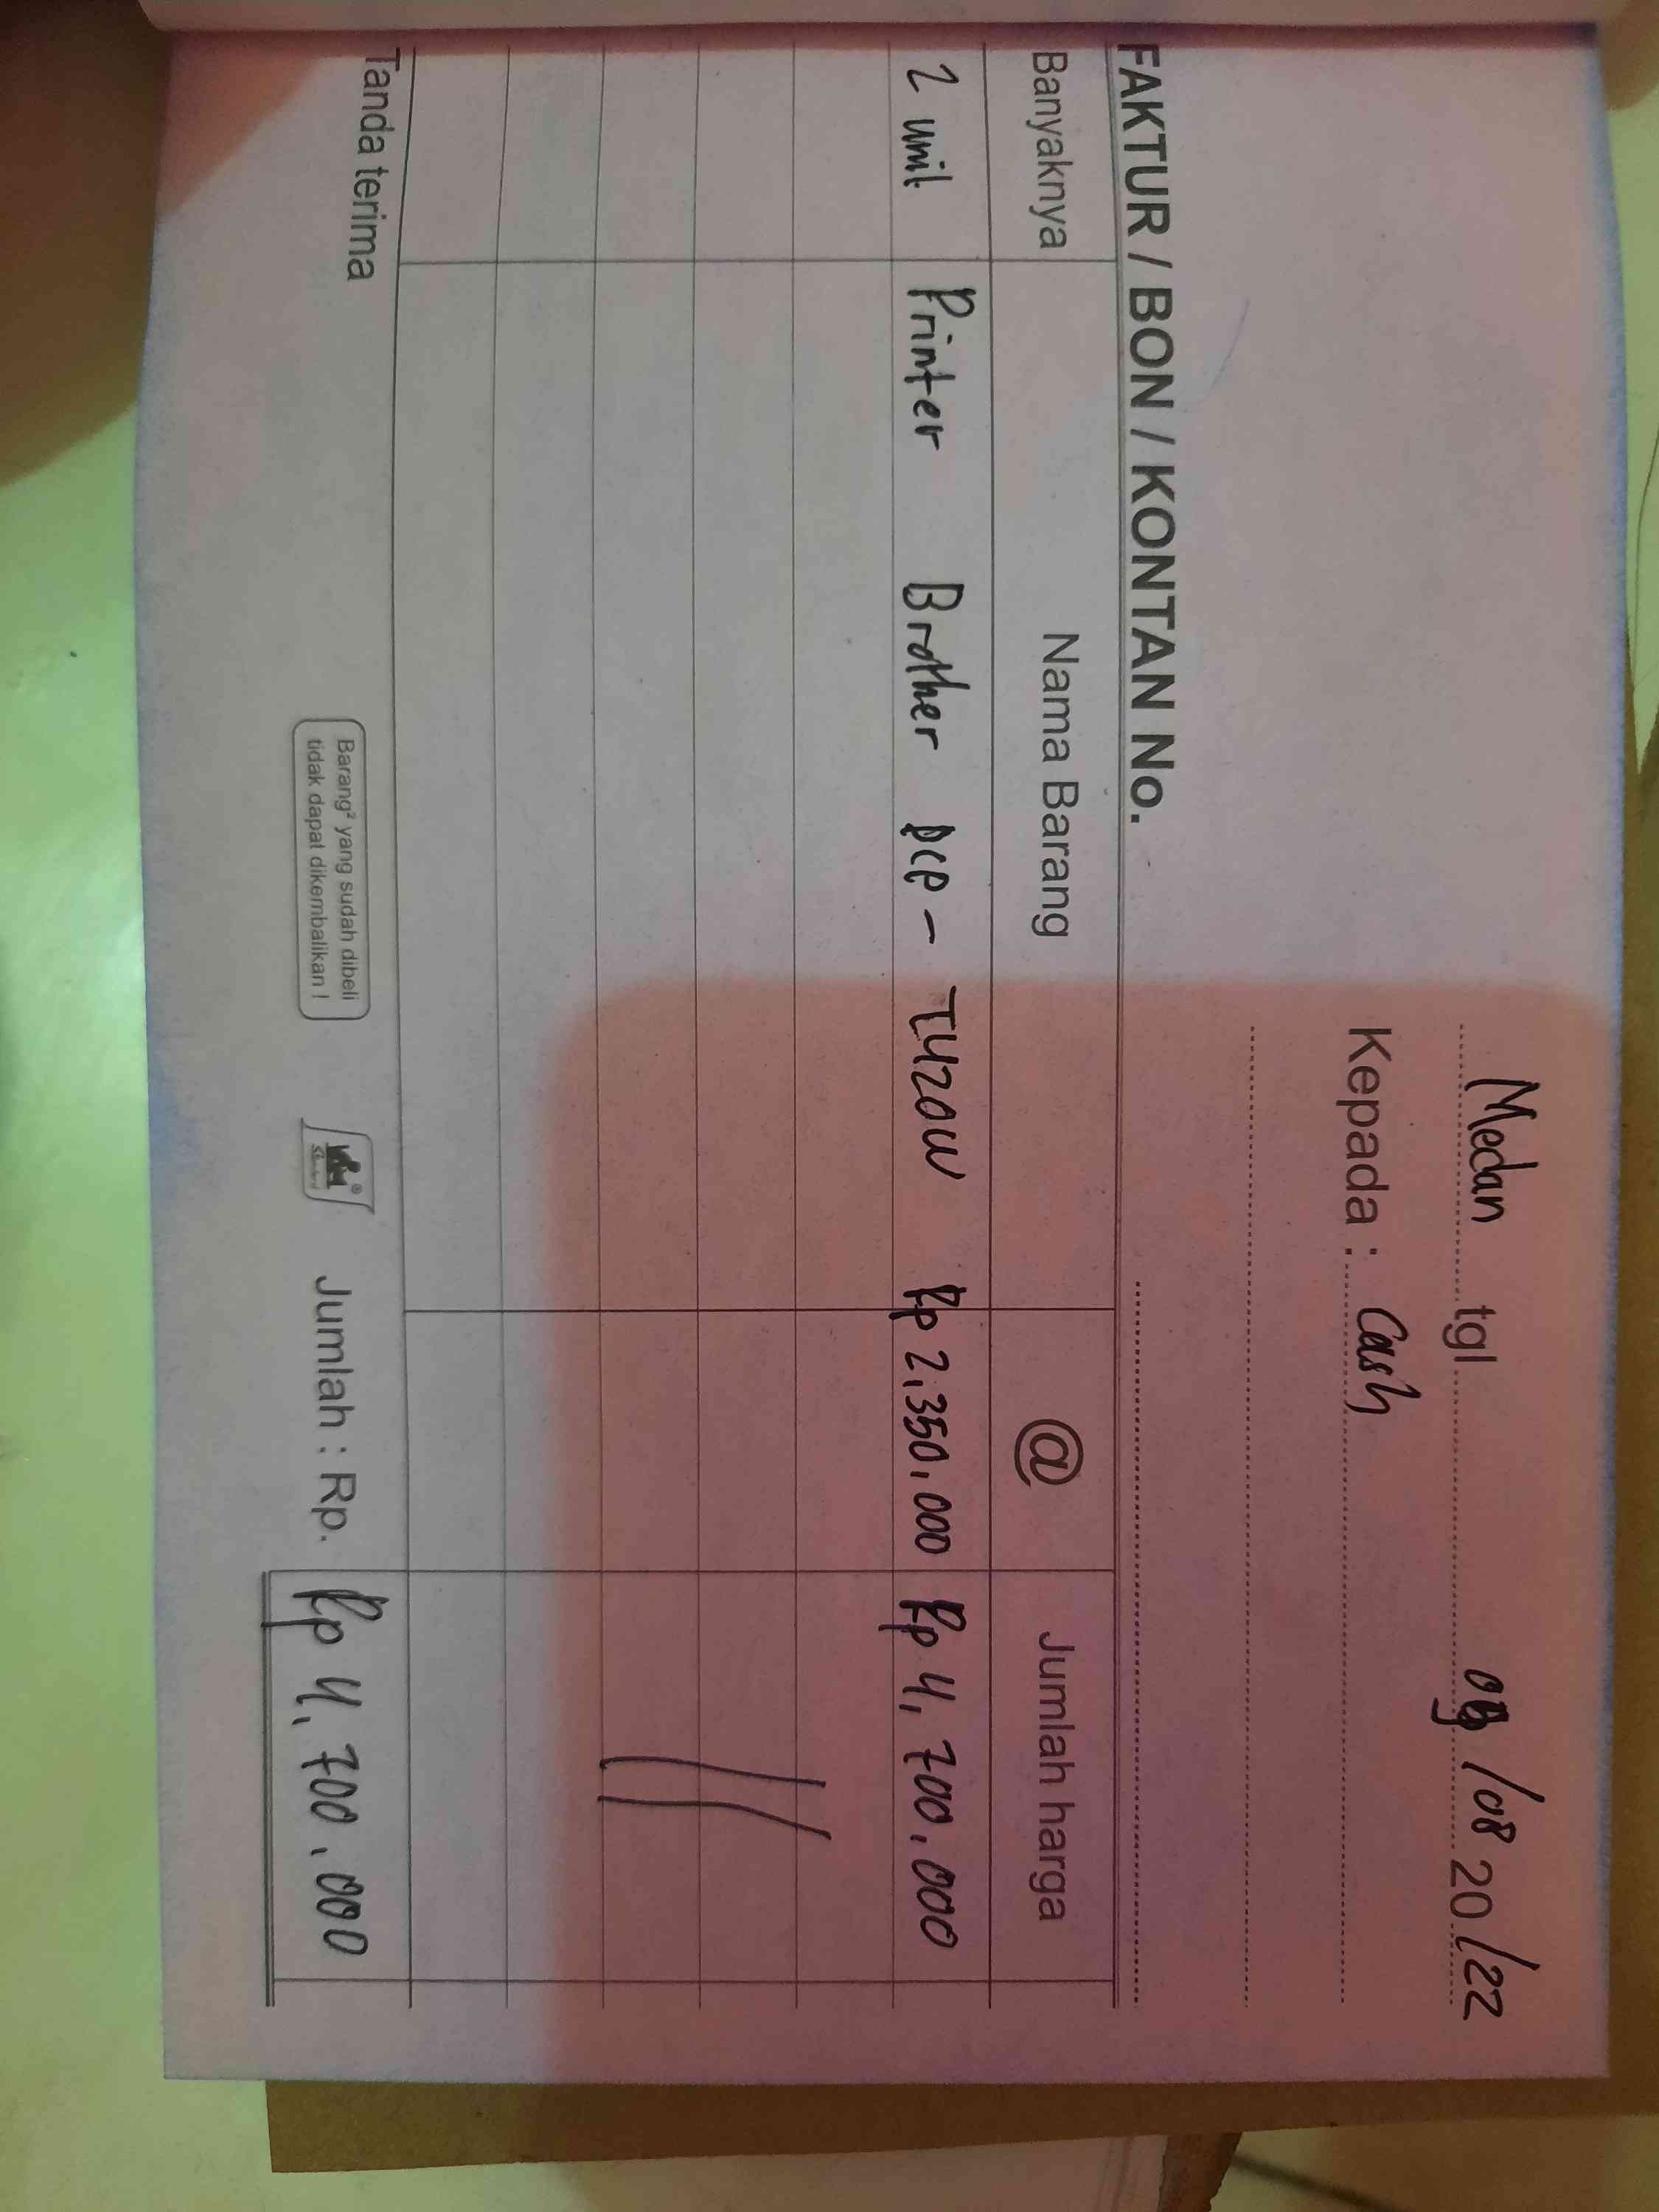 Medan tgl /08 20/22
Kepada : Cash
FAKTUR / BON / KONTAN No.
Banyaknya Nama Barang @ Jumlah harga
2 unit Printer Brother DCP - T420W Rp 2,350.000 Rp 4,700.000
Tanda terima Jumlah : Rp. Rp 4,700.000
Barang² yang sudah dibeli
tidak dapat dikembalikan !